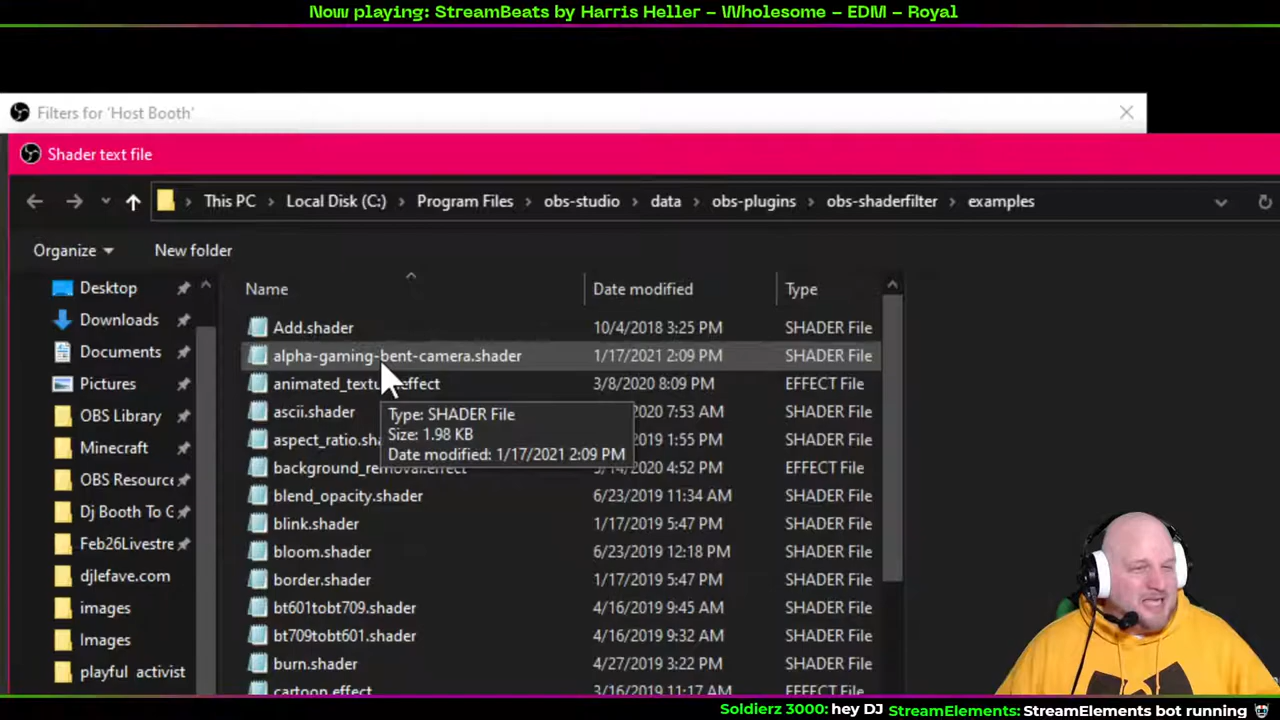 Now playing: StreamBeats by Harris Heller - Wholesome - EDM - Royal
Filters for 'Host Booth'
Shader text file
This PC > Local Disk (C:) > Program Files > obs-studio > data > obs-plugins > obs-shaderfilter > examples
Organize New folder
Name Date modified Type
Desktop
Downloads
Documents
Pictures
OBS Library
Minecraft
OBS Resource
Dj Booth To G
Feb26Livestre
djlefave.com
images
Images
playful activist
Add.shader 10/4/2018 3:25 PM SHADER File
alpha-gaming-bent-camera.shader 1/17/2021 2:09 PM SHADER File
animated_textu effect 3/8/2020 8:09 PM EFFECT File
ascii.shader 2020 7:53 AM SHADER File
aspect_ratio.sha 2019 1:55 PM SHADER File
background_removal.effect 2020 4:52 PM EFFECT File
blend_opacity.shader 6/23/2019 11:34 AM SHADER File
blink.shader 1/17/2019 5:47 PM SHADER File
bloom.shader 6/23/2019 12:18 PM SHADER File
border.shader 1/17/2019 5:47 PM SHADER File
bt601tobt709.shader 4/16/2019 9:45 AM SHADER File
bt709tobt601.shader 4/16/2019 9:32 AM SHADER File
burn.shader 4/27/2019 3:22 PM SHADER File
cartoon.effect 3/16/2019 11:17 AM EFFECT File
Type: SHADER File
Size: 1.98 KB
Date modified: 1/17/2021 2:09 PM
Soldierz 3000: hey DJ StreamElements: StreamElements bot running